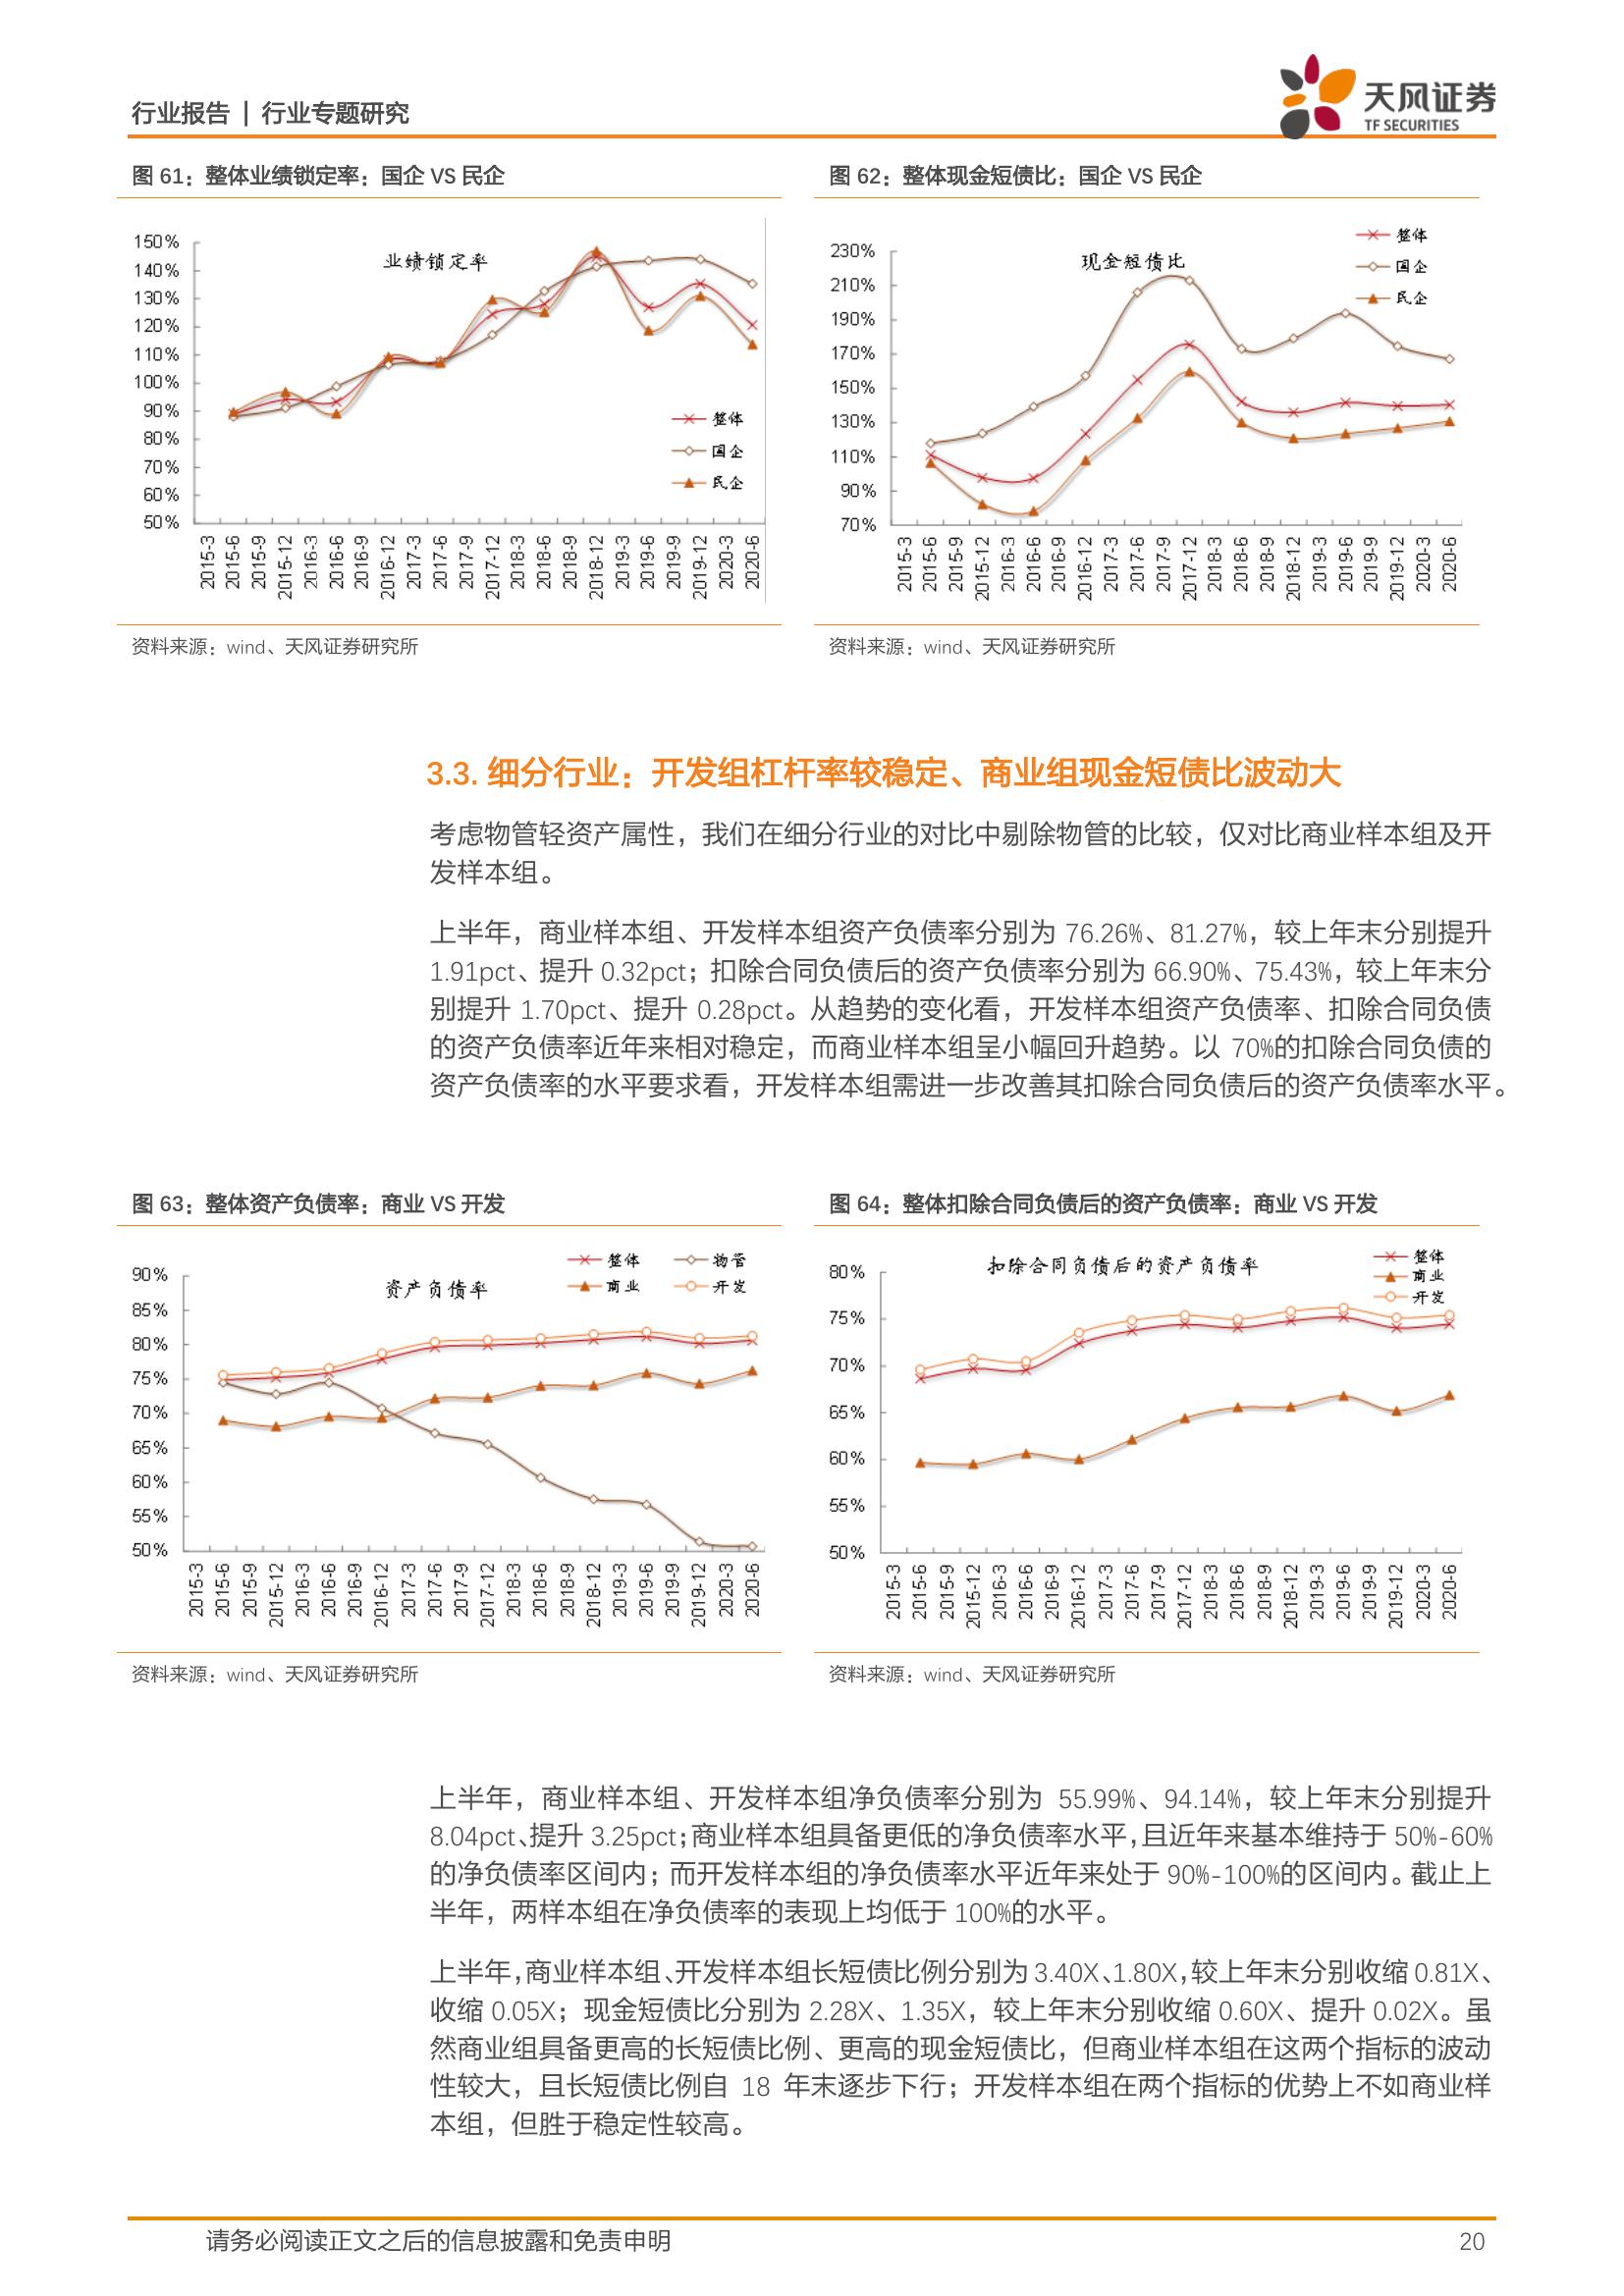 行业报告 | 行业专题研究
天风证券
TF SECURITIES
图 61：整体业绩锁定率：国企 VS 民企
业绩锁定率
150%
140%
130%
120%
110%
100%
90%
80%
70%
60%
50%
整体
国企
民企
2015-3 2015-6 2015-9 2015-12 2016-3 2016-6 2016-9 2016-12 2017-3 2017-6 2017-9 2017-12 2018-3 2018-6 2018-9 2018-12 2019-3 2019-6 2019-9 2019-12 2020-3 2020-6
资料来源：wind、天风证券研究所
图 62：整体现金短债比：国企 VS 民企
现金短债比
整体
国企
民企
230%
210%
190%
170%
150%
130%
110%
90%
70%
2015-3 2015-6 2015-9 2015-12 2016-3 2016-6 2016-9 2016-12 2017-3 2017-6 2017-9 2017-12 2018-3 2018-6 2018-9 2018-12 2019-3 2019-6 2019-9 2019-12 2020-3 2020-6
资料来源：wind、天风证券研究所
3.3. 细分行业：开发组杠杆率较稳定、商业组现金短债比波动大
考虑物管轻资产属性，我们在细分行业的对比中剔除物管的比较，仅对比商业样本组及开
发样本组。
上半年，商业样本组、开发样本组资产负债率分别为 76.26%、81.27%，较上年末分别提升
1.91pct、提升 0.32pct；扣除合同负债后的资产负债率分别为 66.90%、75.43%，较上年末分
别提升 1.70pct、提升 0.28pct。从趋势的变化看，开发样本组资产负债率、扣除合同负债
的资产负债率近年来相对稳定，而商业样本组呈小幅回升趋势。以 70%的扣除合同负债的
资产负债率的水平要求看，开发样本组需进一步改善其扣除合同负债后的资产负债率水平。
图 63：整体资产负债率：商业 VS 开发
资产负债率
整体 物管
商业 开发
90%
85%
80%
75%
70%
65%
60%
55%
50%
2015-3 2015-6 2015-9 2015-12 2016-3 2016-6 2016-9 2016-12 2017-3 2017-6 2017-9 2017-12 2018-3 2018-6 2018-9 2018-12 2019-3 2019-6 2019-9 2019-12 2020-3 2020-6
资料来源：wind、天风证券研究所
图 64：整体扣除合同负债后的资产负债率：商业 VS 开发
扣除合同负债后的资产负债率
整体
商业
开发
80%
75%
70%
65%
60%
55%
50%
2015-3 2015-6 2015-9 2015-12 2016-3 2016-6 2016-9 2016-12 2017-3 2017-6 2017-9 2017-12 2018-3 2018-6 2018-9 2018-12 2019-3 2019-6 2019-9 2019-12 2020-3 2020-6
资料来源：wind、天风证券研究所
上半年，商业样本组、开发样本组净负债率分别为 55.99%、94.14%，较上年末分别提升
8.04pct、提升 3.25pct；商业样本组具备更低的净负债率水平，且近年来基本维持于 50%-60%
的净负债率区间内；而开发样本组的净负债率水平近年来处于 90%-100%的区间内。截止上
半年，两样本组在净负债率的表现上均低于 100%的水平。
上半年，商业样本组、开发样本组长短债比例分别为 3.40X、1.80X，较上年末分别收缩 0.81X、
收缩 0.05X；现金短债比分别为 2.28X、1.35X，较上年末分别收缩 0.60X、提升 0.02X。虽
然商业组具备更高的长短债比例、更高的现金短债比，但商业样本组在这两个指标的波动
性较大，且长短债比例自 18 年末逐步下行；开发样本组在两个指标的优势上不如商业样
本组，但胜于稳定性较高。
请务必阅读正文之后的信息披露和免责申明
20